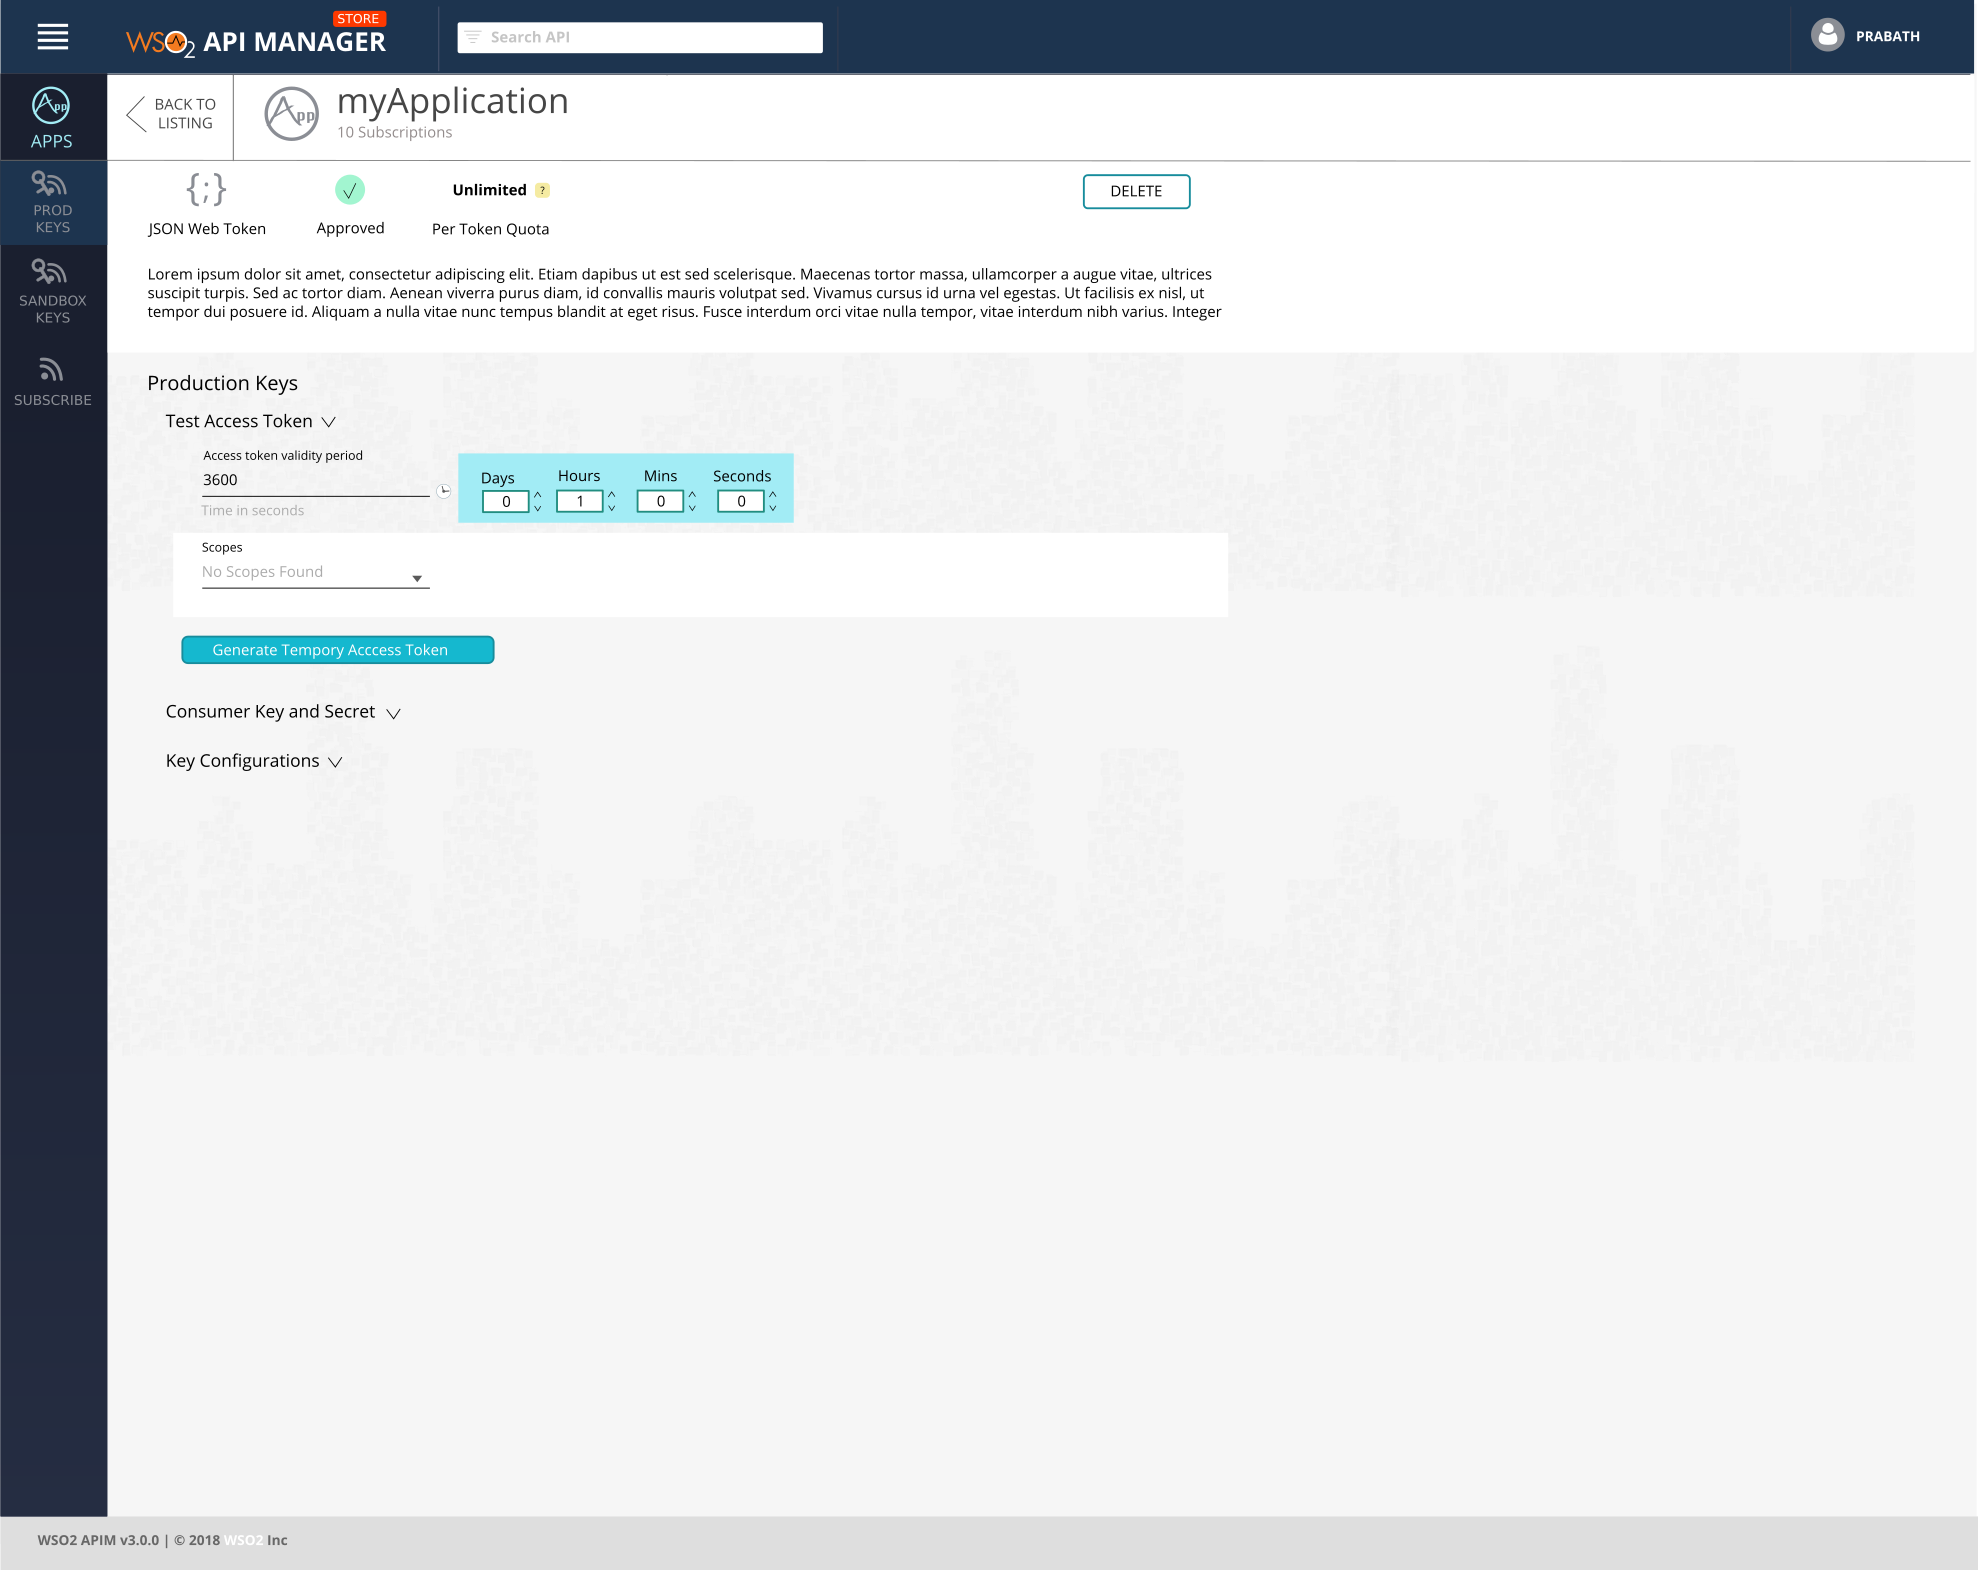 STORE
WSO2 API MANAGER
Search API
PRABATH
App
APPS
BACK TO
LISTING
App
myApplication
10 Subscriptions
PROD
KEYS
{;}
Unlimited ?
DELETE
JSON Web Token
Approved
Per Token Quota
SANDBOX
KEYS
Lorem ipsum dolor sit amet, consectetur adipiscing elit. Etiam dapibus ut est sed scelerisque. Maecenas tortor massa, ullamcorper a augue vitae, ultrices
suscipit turpis. Sed ac tortor diam. Aenean viverra purus diam, id convallis mauris volutpat sed. Vivamus cursus id urna vel egestas. Ut facilisis ex nisl, ut
tempor dui posuere id. Aliquam a nulla vitae nunc tempus blandit at eget risus. Fusce interdum orci vitae nulla tempor, vitae interdum nibh varius. Integer
SUBSCRIBE
Production Keys
Test Access Token
Access token validity period
3600
Time in seconds
Days Hours Mins Seconds
0 1 0 0
Scopes
No Scopes Found
Generate Tempory Acccess Token
Consumer Key and Secret
Key Configurations
WSO2 APIM v3.0.0 | © 2018 WSO2 Inc